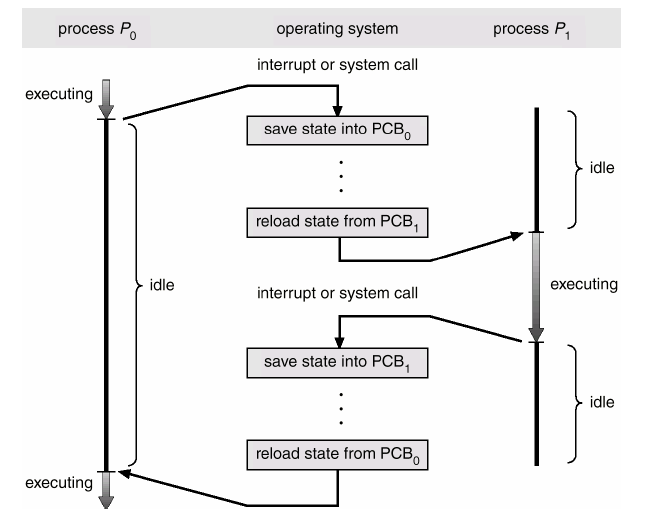 process P0
operating system
process P1
interrupt or system call
executing
save state into PCB0
idle
reload state from PCB1
idle
executing
interrupt or system call
save state into PCB1
idle
reload state from PCB0
executing